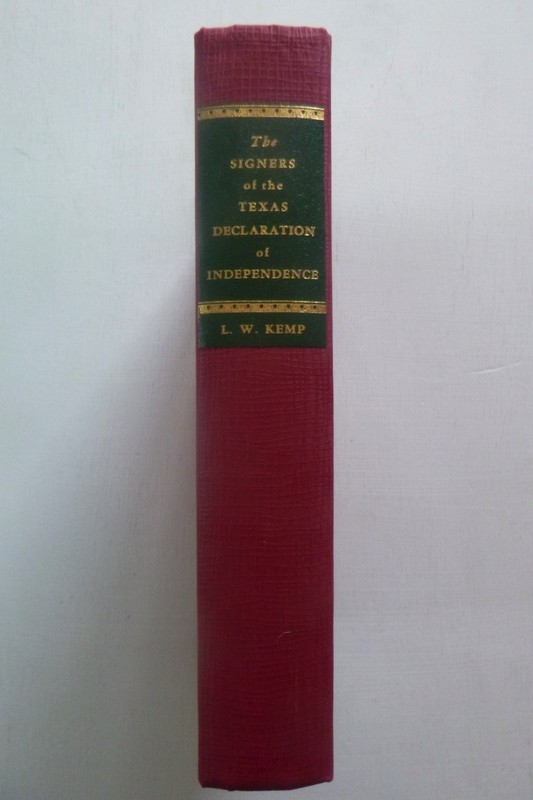 The
SIGNERS
of the
TEXAS
DECLARATION
of
INDEPENDENCE
L. W. KEMP